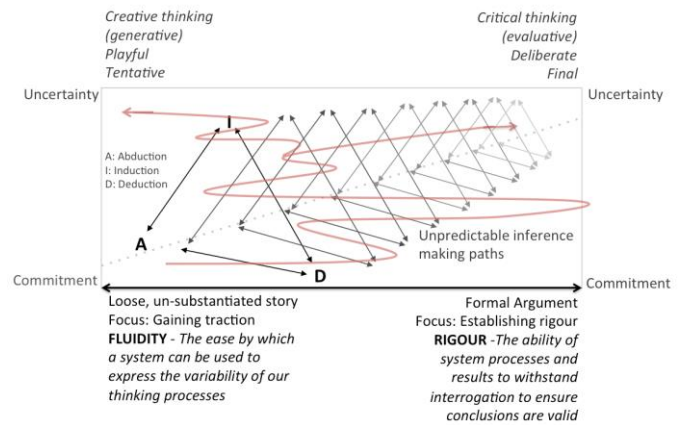 Creative thinking
(generative)
Playful
Tentative
Critical thinking
(evaluative)
Deliberate
Final
Uncertainty
Uncertainty
I
A: Abduction
I: Induction
D: Deduction
A
D
Unpredictable inference
making paths
Commitment
Commitment
Loose, un-substantiated story
Focus: Gaining traction
FLUIDITY - The ease by which
a system can be used to
express the variability of our
thinking processes
Formal Argument
Focus: Establishing rigour
RIGOUR -The ability of
system processes and
results to withstand
interrogation to ensure
conclusions are valid